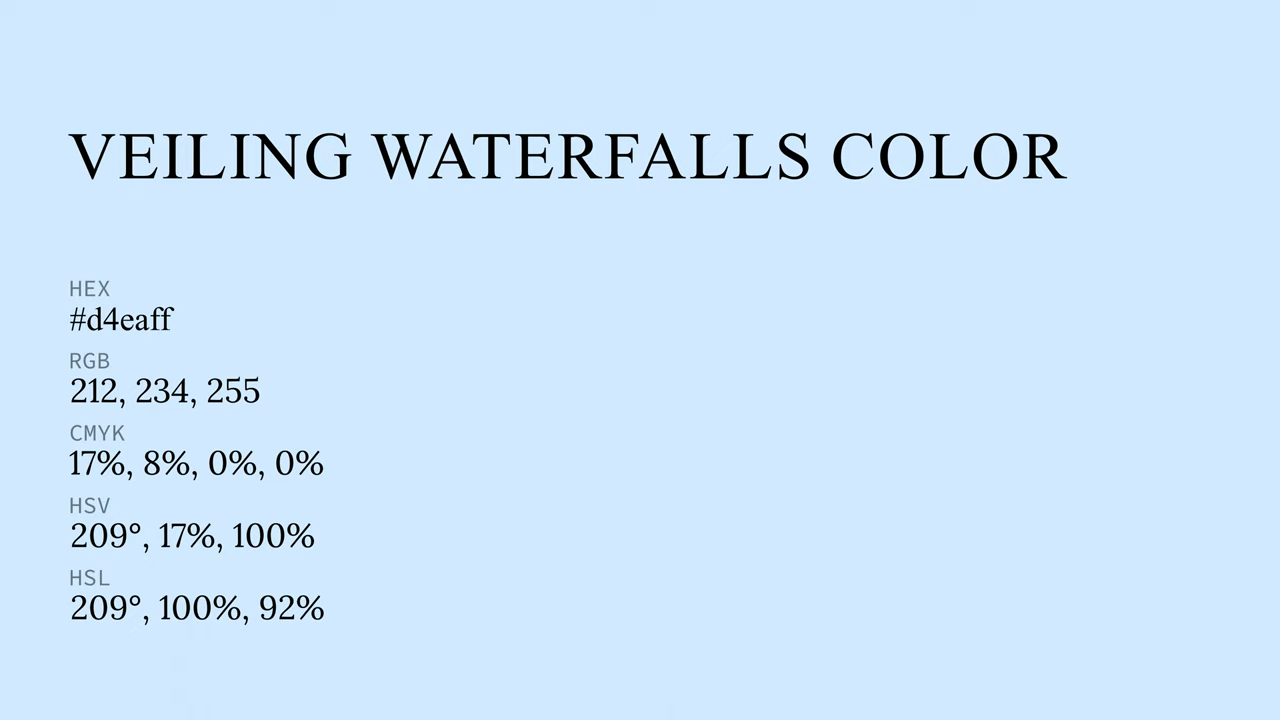 VEILING WATERFALLS COLOR
HEX
#d4eaff
RGB
212, 234, 255
CMYK
17%, 8%, 0%, 0%
HSV
209°, 17%, 100%
HSL
209°, 100%, 92%